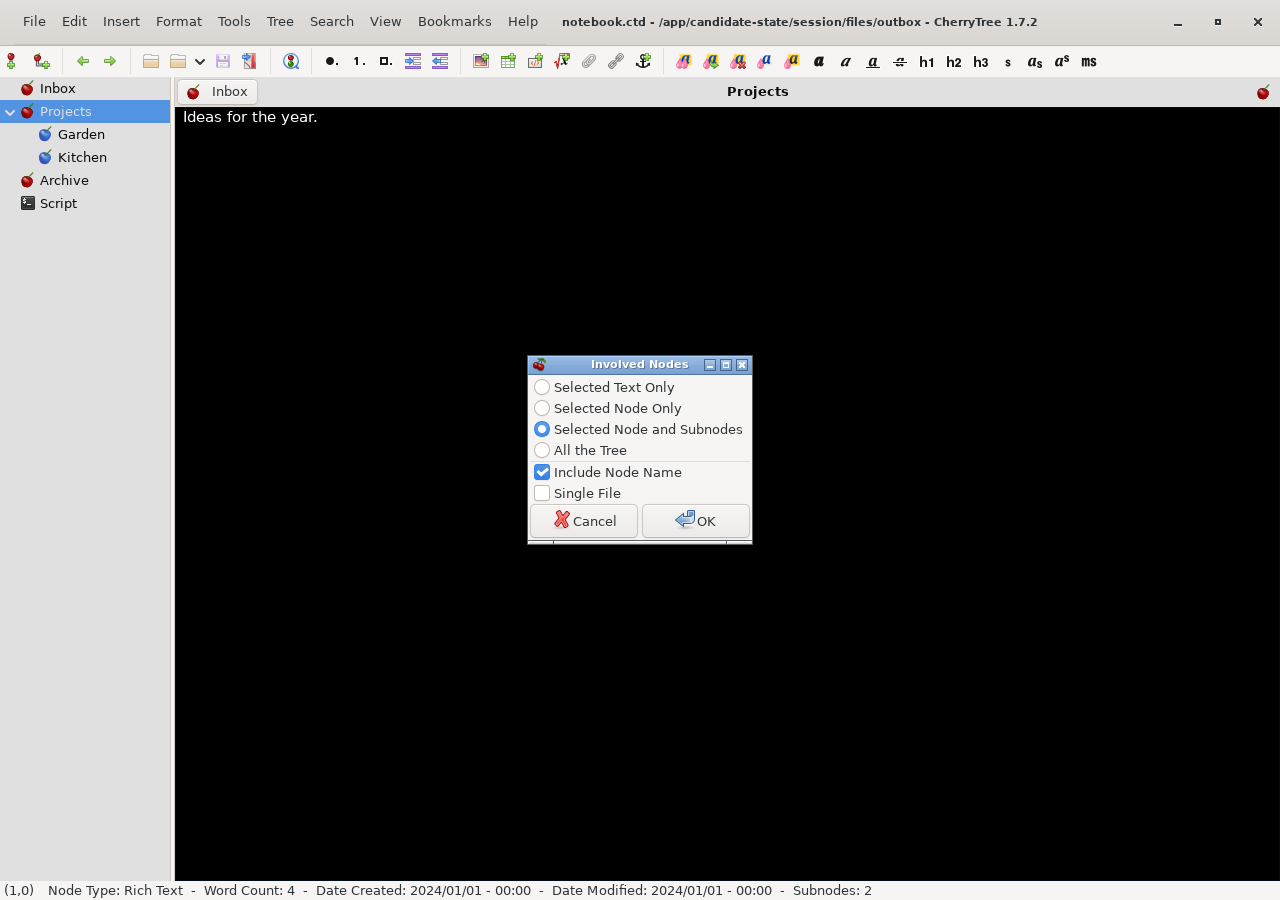 File Edit Insert Format Tools Tree Search View Bookmarks Help notebook.ctd - /app/candidate-state/session/files/outbox - CherryTree 1.7.2
1. a a a a a a a a h1 h2 h3 s as as ms
Inbox
Projects
Garden
Kitchen
Archive
Script
Inbox Projects
Ideas for the year.
Involved Nodes
Selected Text Only
Selected Node Only
Selected Node and Subnodes
All the Tree
Include Node Name
Single File
Cancel OK
(1,0) Node Type: Rich Text - Word Count: 4 - Date Created: 2024/01/01 - 00:00 - Date Modified: 2024/01/01 - 00:00 - Subnodes: 2